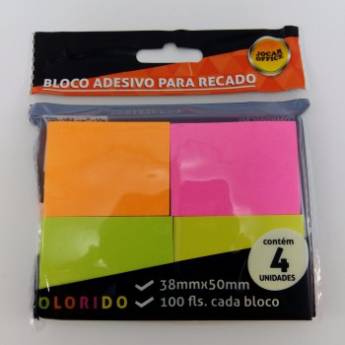 JOCAR
OFFICE
BLOCO ADESIVO PARA RECADO
contém
4
UNIDADES
38mmx50mm
OLORIDO
100 fls. cada bloco